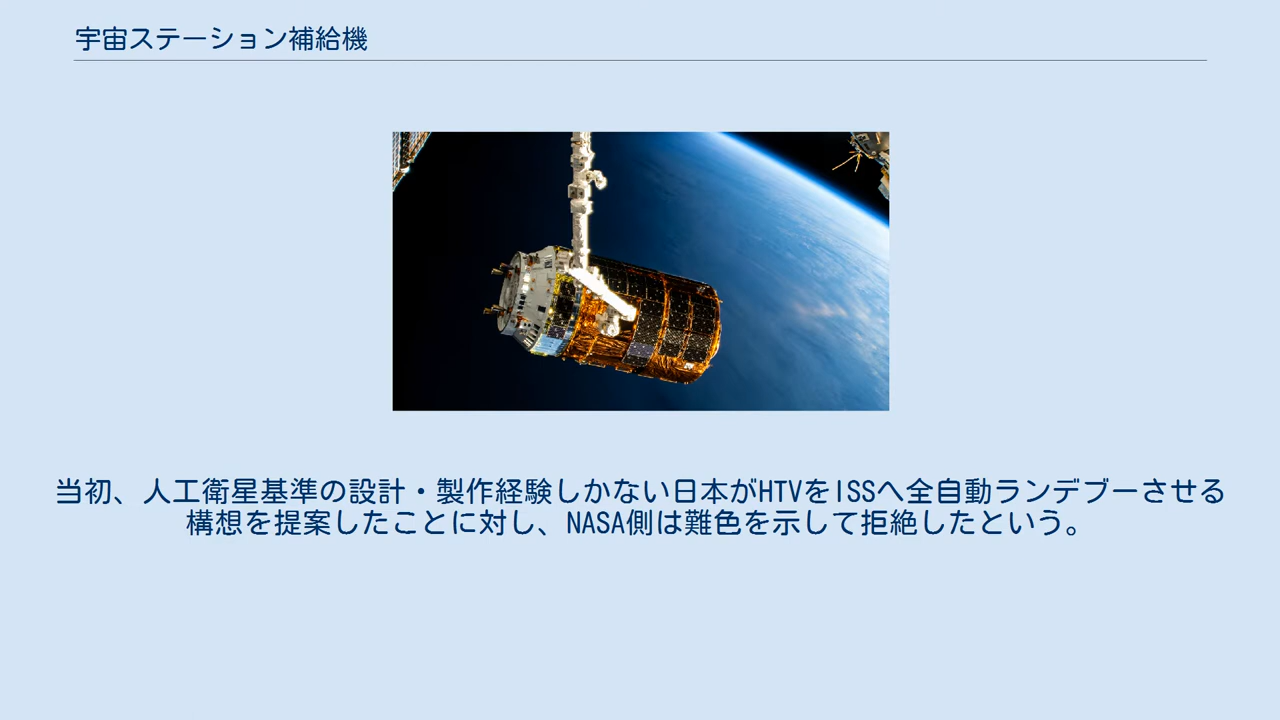 宇宙ステーション補給機
当初、人工衛星基準の設計・製作経験しかない日本がHTVをISSへ全自動ランデブーさせる
構想を提案したことに対し、NASA側は難色を示して拒絶したという。